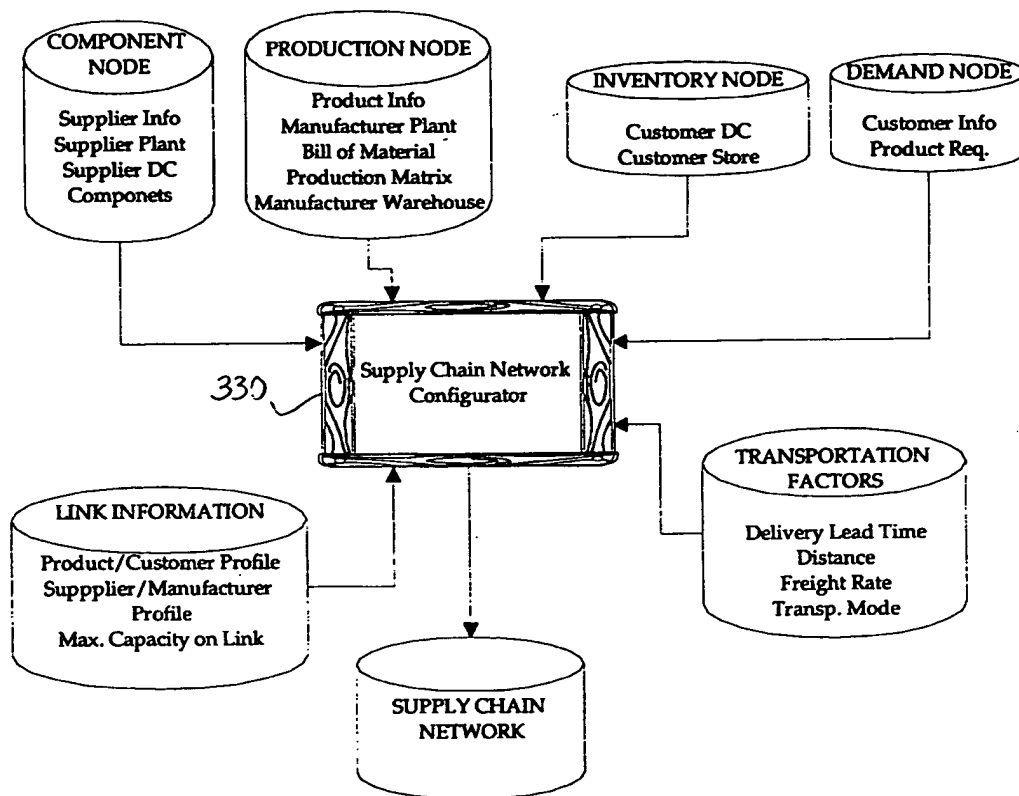 COMPONENT
NODE
Supplier Info
Supplier Plant
Supplier DC
Componets
PRODUCTION NODE
Product Info
Manufacturer Plant
Bill of Material
Production Matrix
Manufacturer Warehouse
INVENTORY NODE
Customer DC
Customer Store
DEMAND NODE
Customer Info
Product Req.
330
Supply Chain Network
Configurator
LINK INFORMATION
Product/Customer Profile
Suppplier/Manufacturer
Profile
Max. Capacity on Link
TRANSPORTATION
FACTORS
Delivery Lead Time
Distance
Freight Rate
Transp. Mode
SUPPLY CHAIN
NETWORK